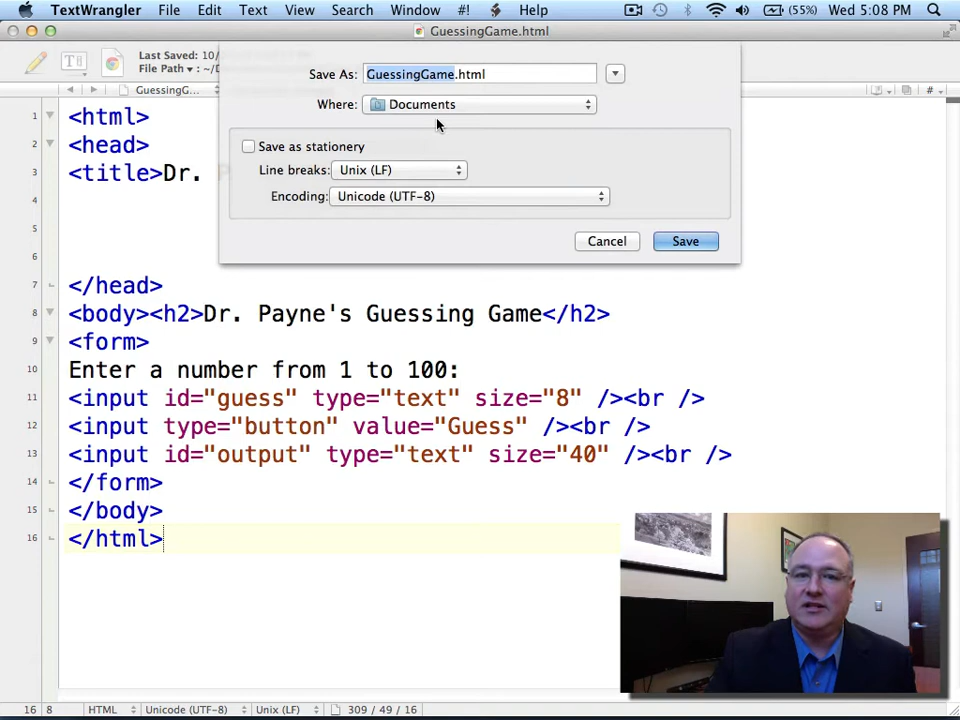 TextWrangler File Edit Text View Search Window #! Help (55%) Wed 5:08 PM
GuessingGame.html
Last Saved: 10/
File Path : ~/D
GuessingG...
#
Save As: GuessingGame.html
Where: Documents
Save as stationery
Line breaks: Unix (LF)
Encoding: Unicode (UTF-8)
Cancel Save
1 <html>
2 <head>
3 <title>Dr. P
4
5
6
7 </head>
8 <body><h2>Dr. Payne's Guessing Game</h2>
9 <form>
10 Enter a number from 1 to 100:
11 <input id="guess" type="text" size="8" /><br />
12 <input type="button" value="Guess" /><br />
13 <input id="output" type="text" size="40" /><br />
14 </form>
15 </body>
16 </html>
16 8 HTML Unicode (UTF-8) Unix (LF) 309 / 49 / 16